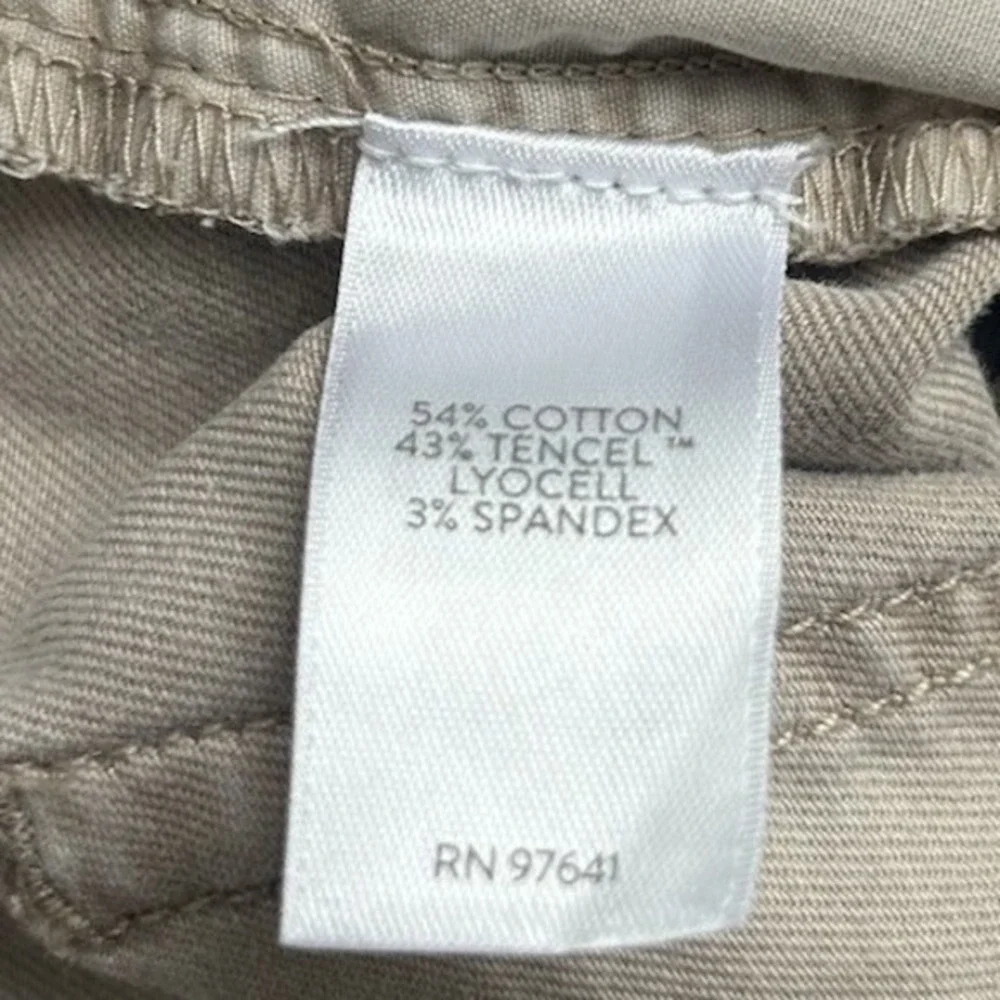 54% COTTON
43% TENCEL™
LYOCELL
3% SPANDEX
RN 97641